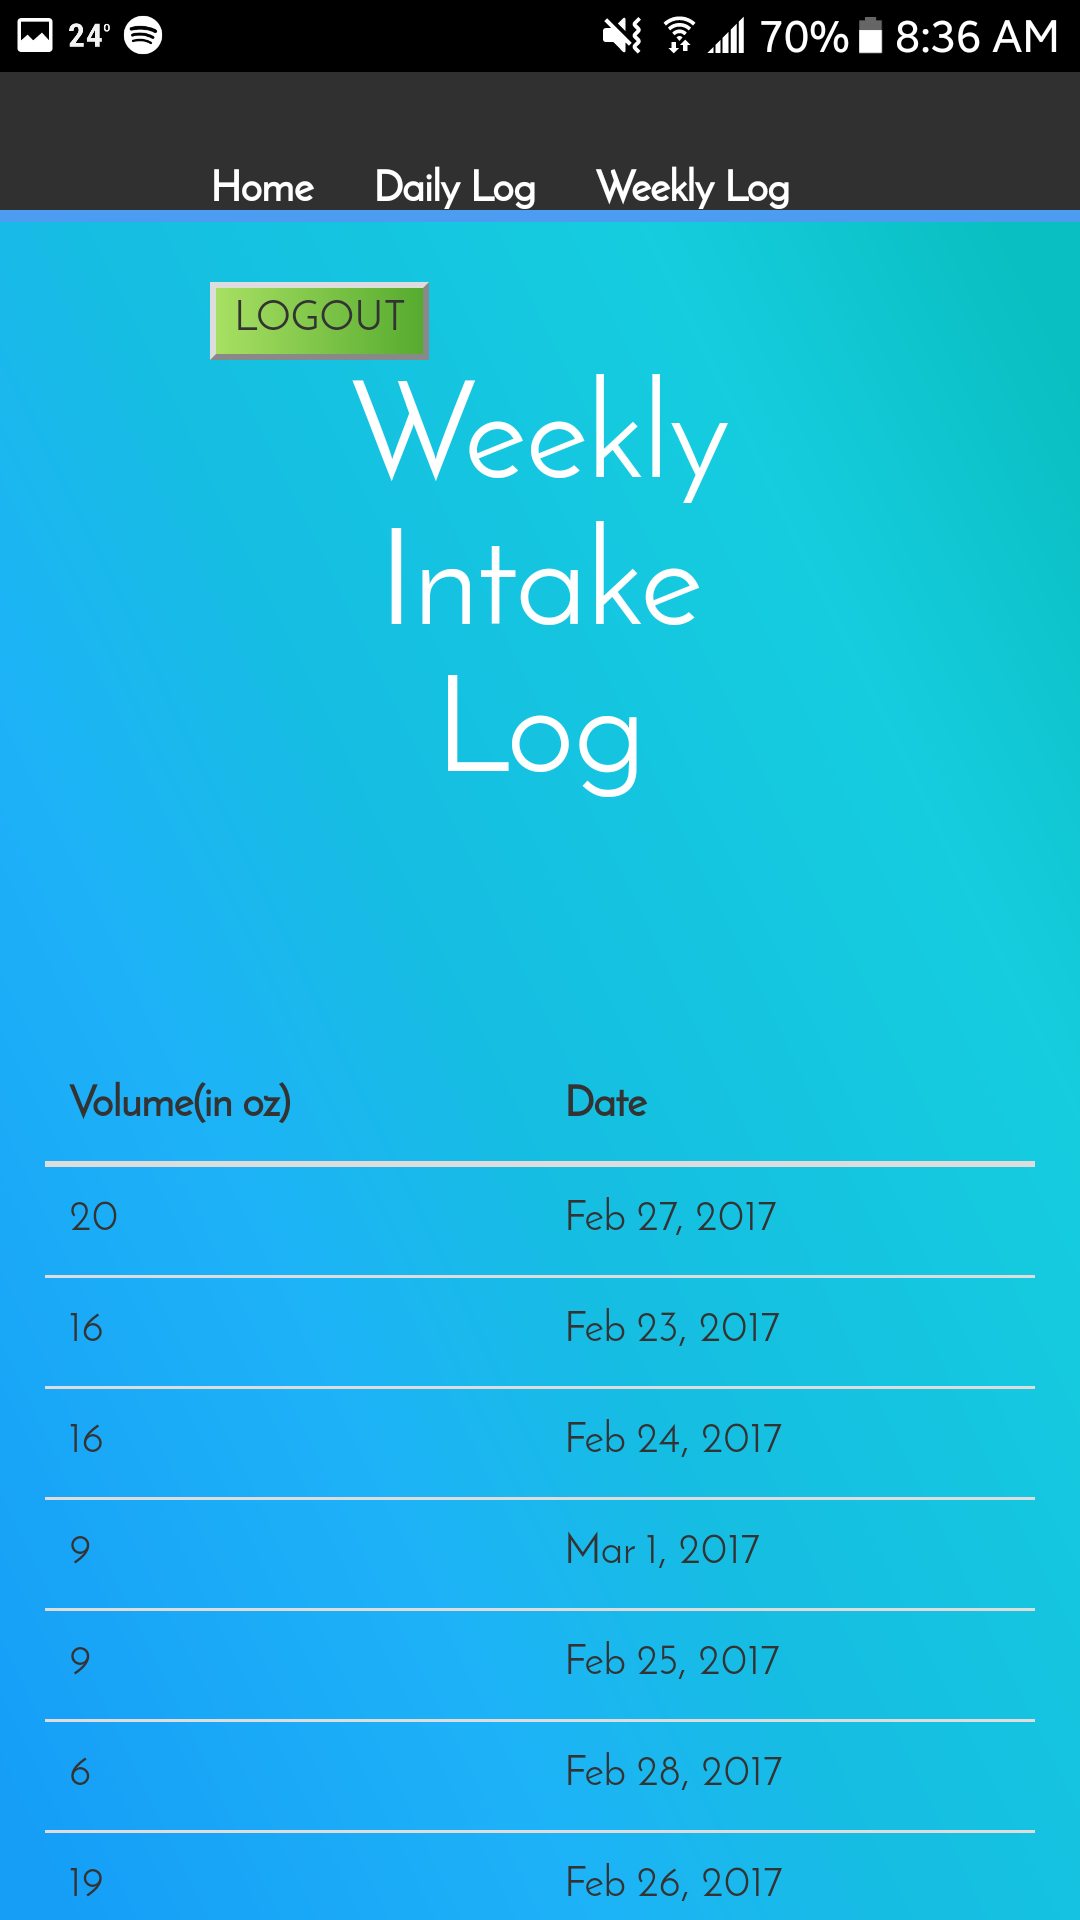 24° 70% 8:36 AM
Home Daily Log Weekly Log
LOGOUT
Weekly
Intake
Log
Volume(in oz) Date
20 Feb 27, 2017
16 Feb 23, 2017
16 Feb 24, 2017
9 Mar 1, 2017
9 Feb 25, 2017
6 Feb 28, 2017
19 Feb 26, 2017